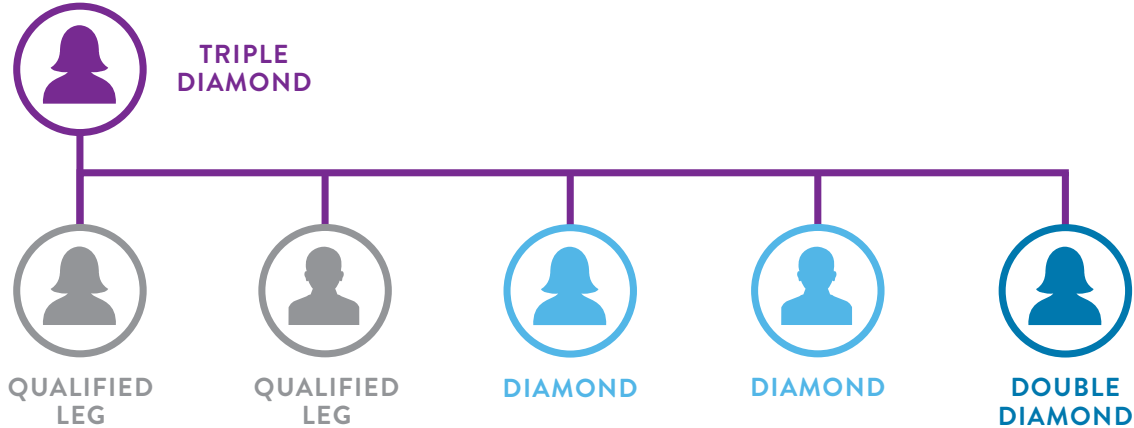 TRIPLE
DIAMOND
QUALIFIED
LEG
QUALIFIED
LEG
DIAMOND
DIAMOND
DOUBLE
DIAMOND